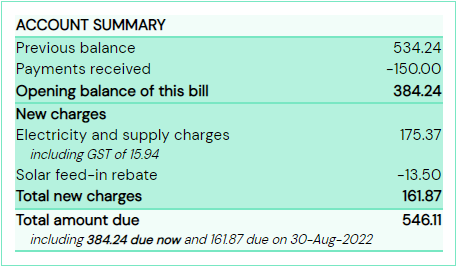 ACCOUNT SUMMARY
Previous balance 534.24
Payments received -150.00
Opening balance of this bill 384.24
New charges
Electricity and supply charges 175.37
including GST of 15.94
Solar feed-in rebate -13.50
Total new charges 161.87
Total amount due 546.11
including 384.24 due now and 161.87 due on 30-Aug-2022